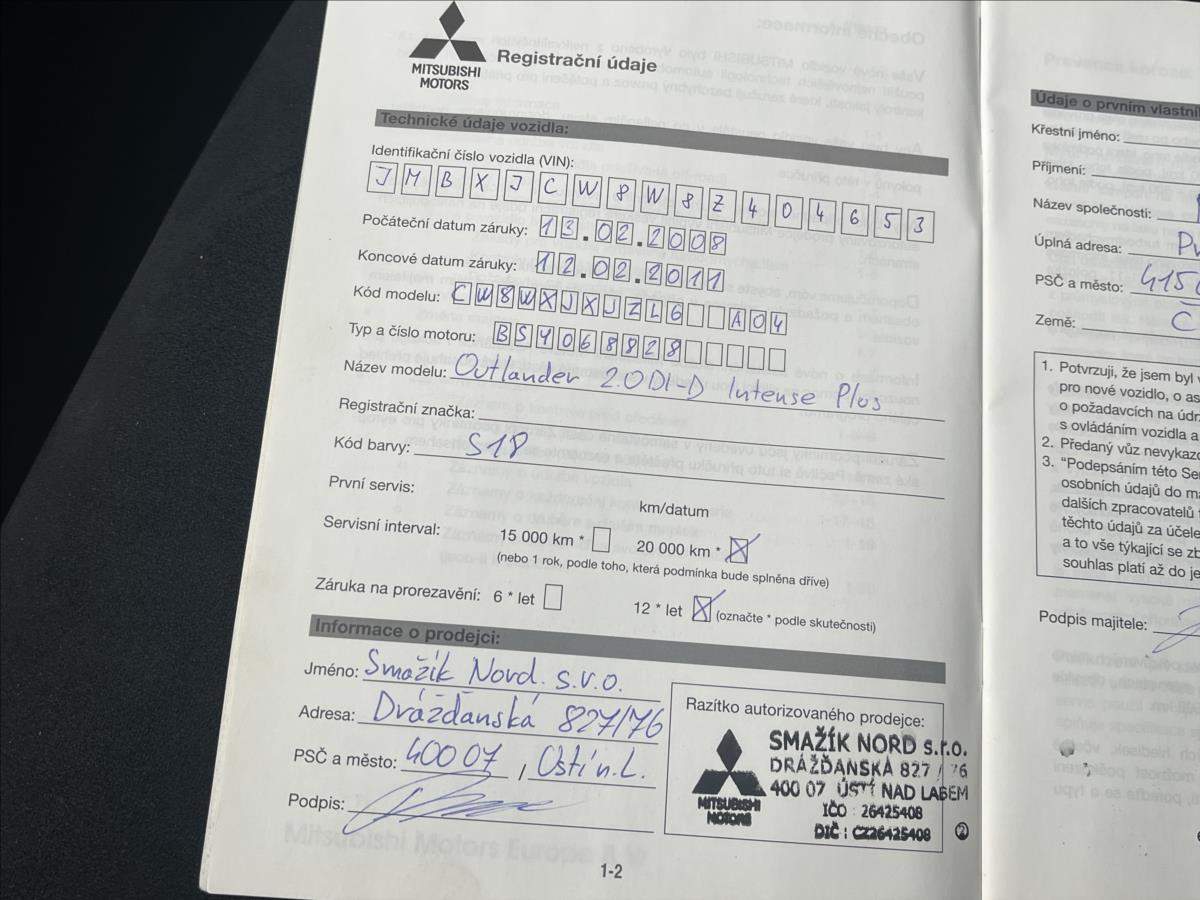 MITSUBISHI
MOTORS
Registrační údaje
Technické údaje vozidla:
Identifikační číslo vozidla (VIN):
JMBXJCW8W8Z404653
Počáteční datum záruky: 13.02.2008
Koncové datum záruky: 12.02.2011
Kód modelu: CW8WXJXJZL6 A04
Typ a číslo motoru: BSY068828
Název modelu: Outlander 2.0 DI-D Intense Plus
Registrační značka:
Kód barvy: S18
První servis:
km/datum
Servisní interval: 15 000 km * 20 000 km *
(nebo 1 rok, podle toho, která podmínka bude splněna dříve)
Záruka na prorezavění: 6 * let 12 * let (označte * podle skutečnosti)
Informace o prodejci:
Jméno: Smažík Nord. s.r.o.
Adresa: Drážďanská 827/76
PSČ a město: 40007, Ústí n.L.
Podpis:
Razítko autorizovaného prodejce:
MITSUBISHI
MOTORS
SMAŽÍK NORD s.r.o.
DRÁŽĎANSKÁ 827 / 76
400 07 ÚSTÍ NAD LABEM
IČO : 26425408
DIČ : CZ26425408
2
1-2
Údaje o prvním vlastní
Křestní jméno:
Příjmení:
Název společnosti:
Úplná adresa:
PSČ a město: 4150
Země: Č
1. Potvrzuji, že jsem byl
pro nové vozidlo, o as
o požadavcích na údr
s ovládáním vozidla a
2. Předaný vůz nevykazo
3. "Podepsáním této Ser
osobních údajů do ma
dalších zpracovatelů
těchto údajů za účele
a to vše týkající se zb
souhlas platí až do je
Podpis majitele: